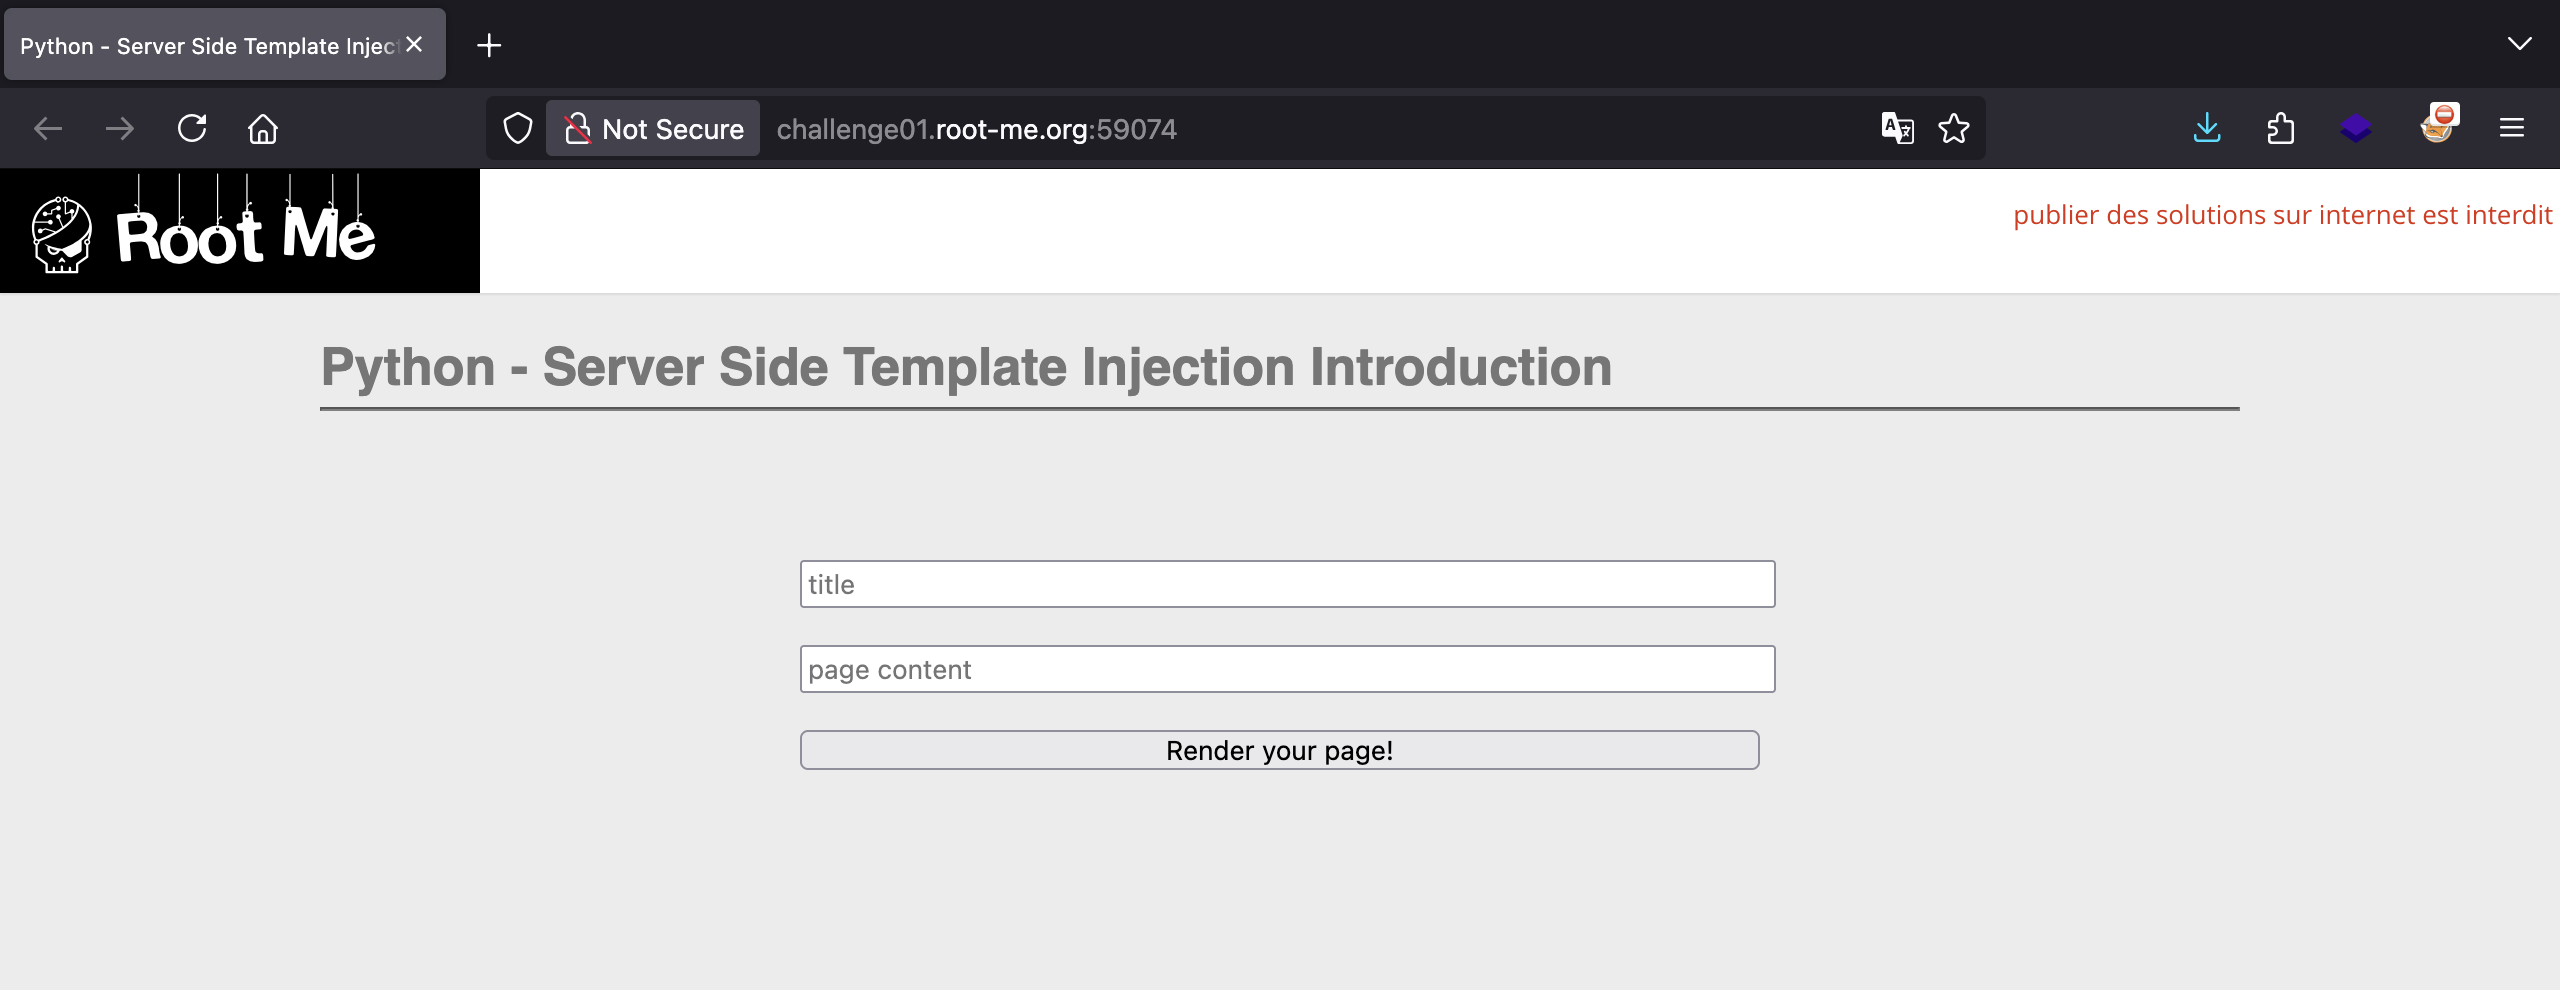 Python - Server Side Template Inject
Not Secure challenge01.root-me.org:59074
Root Me
publier des solutions sur internet est interdit
Python - Server Side Template Injection Introduction
title
page content
Render your page!